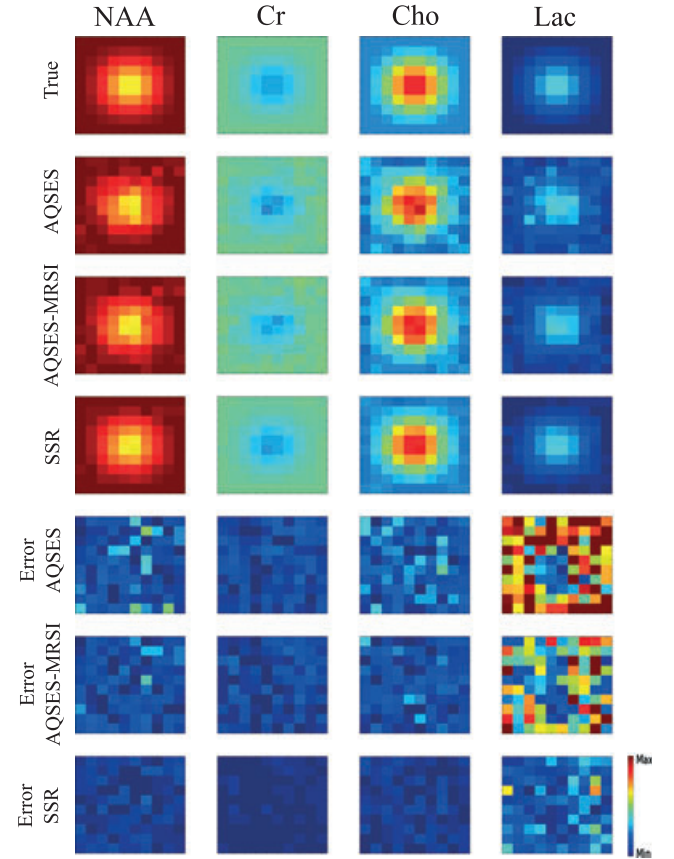 NAA Cr Cho Lac
True
AQSES
AQSES-MRSI
SSR
Error
AQSES
Error
AQSES-MRSI
Error
SSR
Max
Min